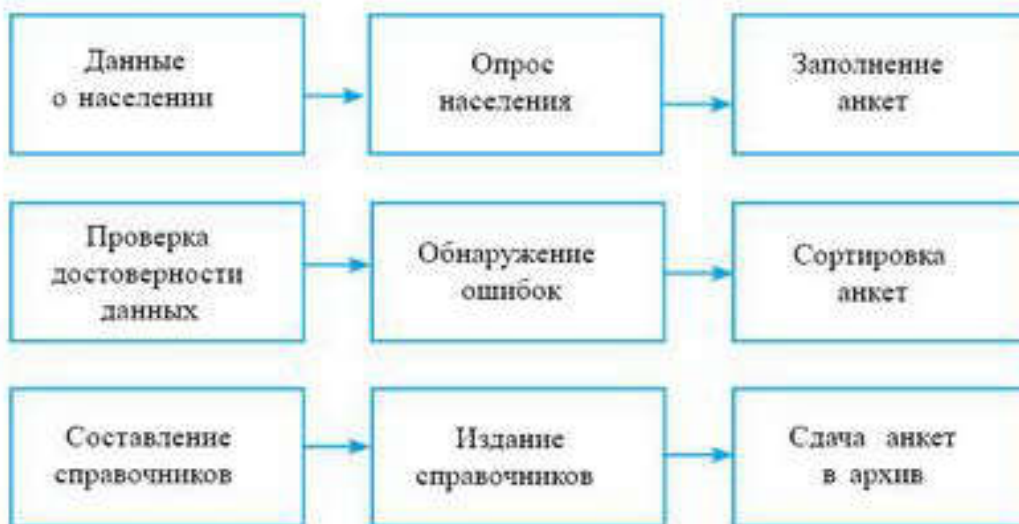 Данные
о населении
Опрос
населения
Заполнение
анкет
Проверка
достоверности
данных
Обнаружение
ошибок
Сортировка
анкет
Составление
справочников
Издание
справочников
Сдача анкет
в архив